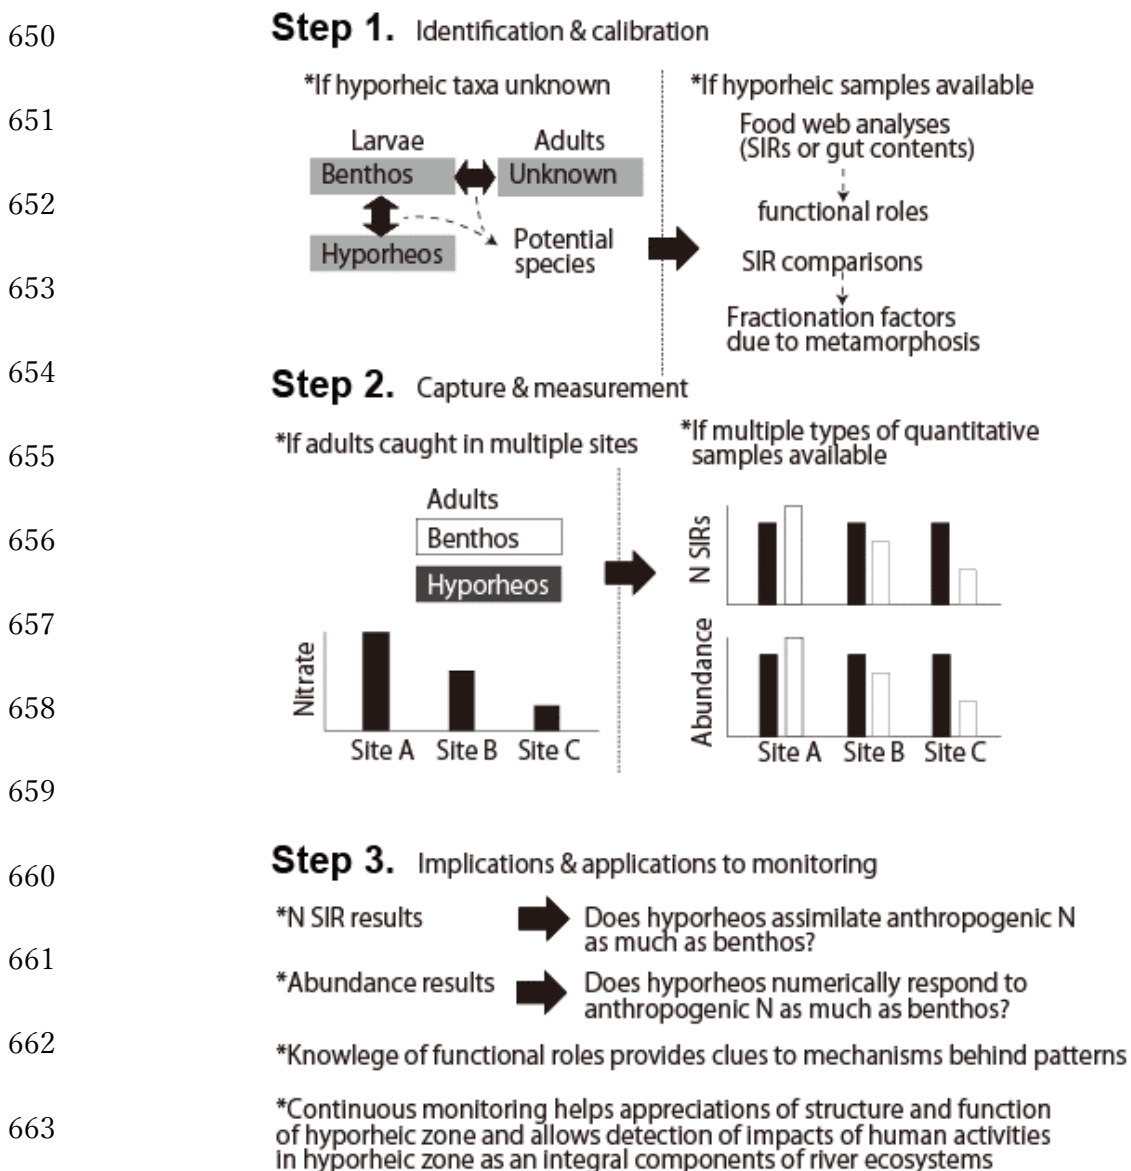 650
Step 1. Identification & calibration
*If hyporheic taxa unknown
*If hyporheic samples available
651
Larvae
Adults
Benthos
Unknown
Food web analyses
(SIRs or gut contents)
652
functional roles
Hyporheos
Potential
species
SIR comparisons
653
Fractionation factors
due to metamorphosis
654
Step 2. Capture & measurement
*If adults caught in multiple sites
*If multiple types of quantitative
samples available
655
Adults
656
Benthos
Hyporheos
N SIRs
657
Nitrate
Abundance
658
Site A Site B Site C
Site A Site B Site C
659
Step 3. Implications & applications to monitoring
660
*N SIR results
Does hyporheos assimilate anthropogenic N
as much as benthos?
661
*Abundance results
Does hyporheos numerically respond to
anthropogenic N as much as benthos?
662
*Knowlege of functional roles provides clues to mechanisms behind patterns
*Continuous monitoring helps appreciations of structure and function
663
of hyporheic zone and allows detection of impacts of human activities
in hyporheic zone as an integral components of river ecosystems